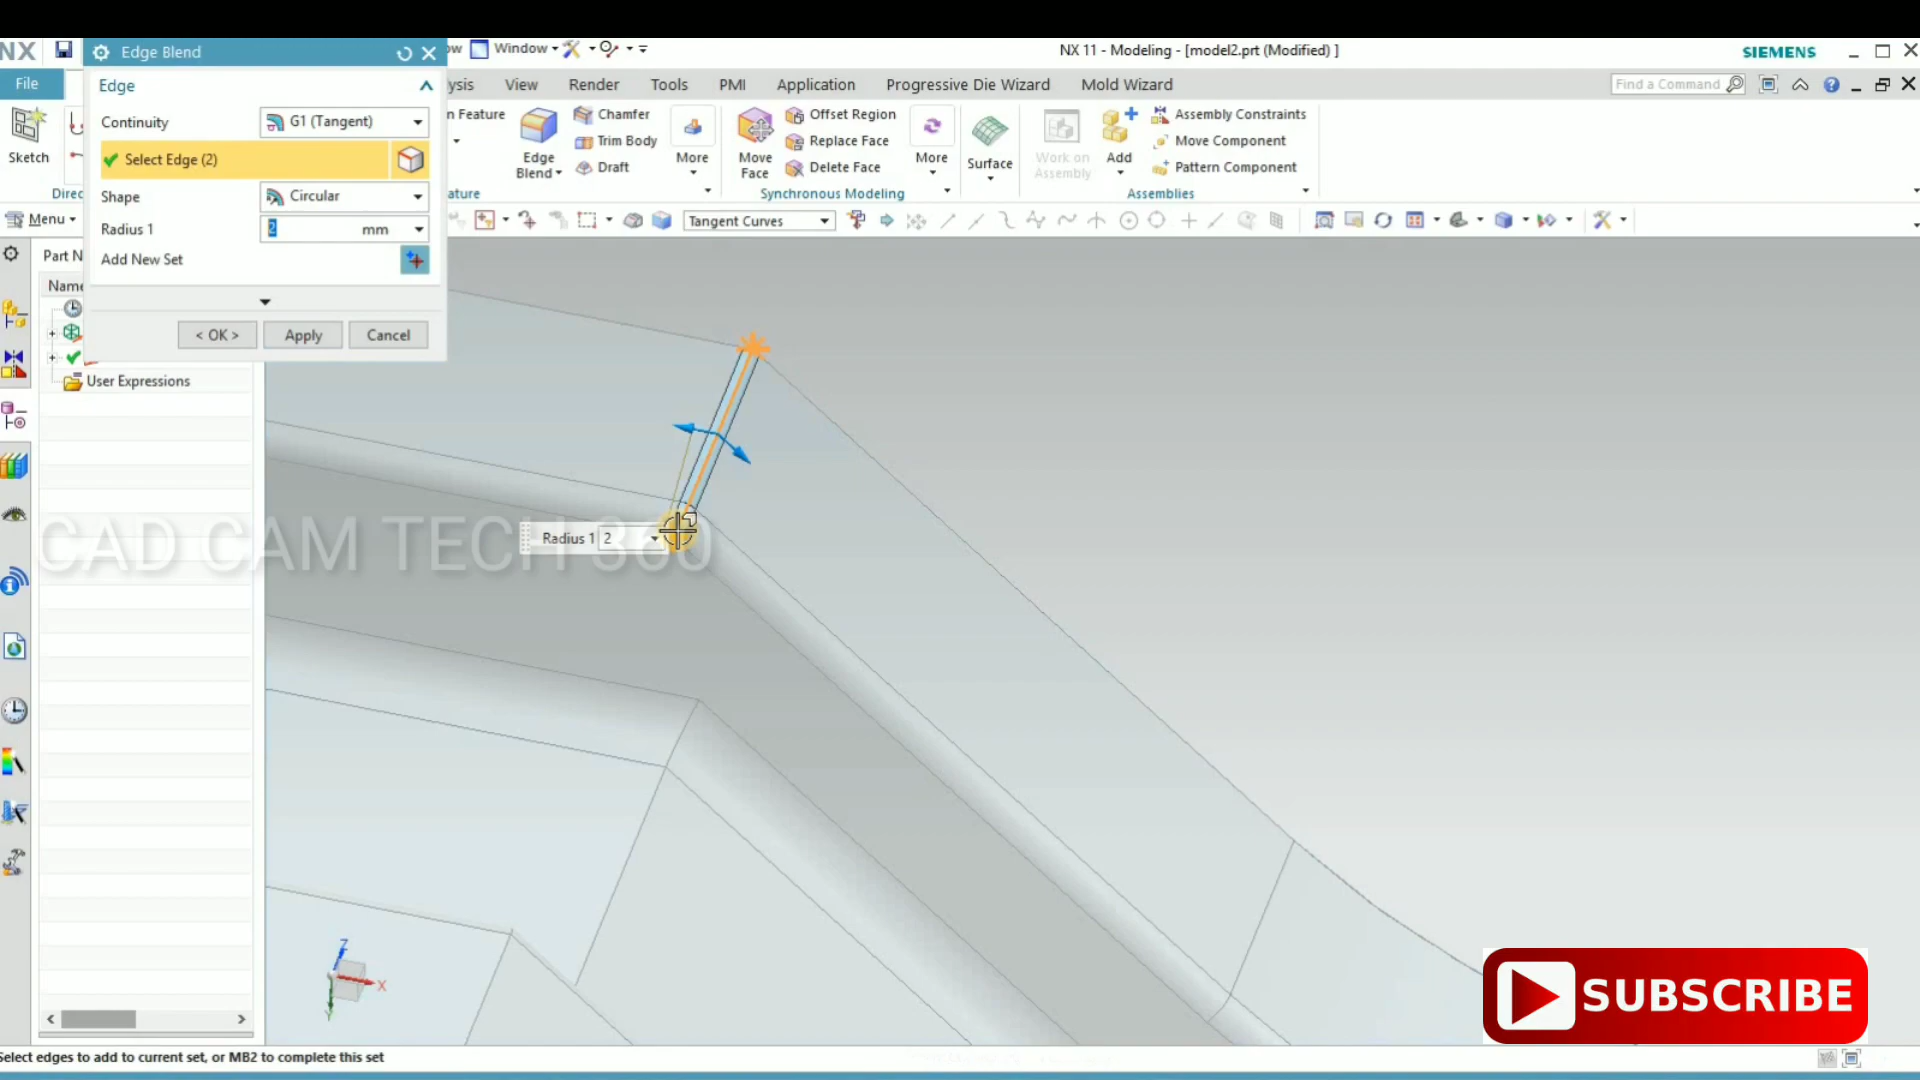 NX
Edge Blend
ow
Window
NX 11 - Modeling - [model2.prt (Modified) ]
SIEMENS
File
ysis
View
Render
Tools
PMI
Application
Progressive Die Wizard
Mold Wizard
Find a Command
Edge
Continuity
G1 (Tangent)
Select Edge (2)
Shape
Circular
Radius 1
2
mm
Add New Set
< OK >
Apply
Cancel
Sketch
Direc
n Feature
Edge
Blend
Chamfer
Trim Body
Draft
More
ature
Move
Face
Offset Region
Replace Face
Delete Face
More
Synchronous Modeling
Surface
Work on
Assembly
Add
Assembly Constraints
Move Component
Pattern Component
Assemblies
Menu
Tangent Curves
Part N
Name
User Expressions
Radius 1 2
CAD CAM TECH 360
Z
X
Y
SUBSCRIBE
Select edges to add to current set, or MB2 to complete this set